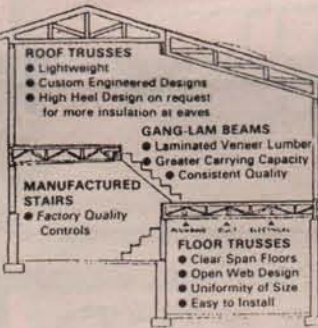 ROOF TRUSSES
● Lightweight
● Custom Engineered Designs
● High Heel Design on request
for more insulation at eaves
GANG-LAM BEAMS
● Laminated Veneer Lumber
● Greater Carrying Capacity
● Consistent Quality
MANUFACTURED
STAIRS
● Factory Quality
Controls
FLOOR TRUSSES
● Clear Span Floors
● Open Web Design
● Uniformity of Size
● Easy to Install